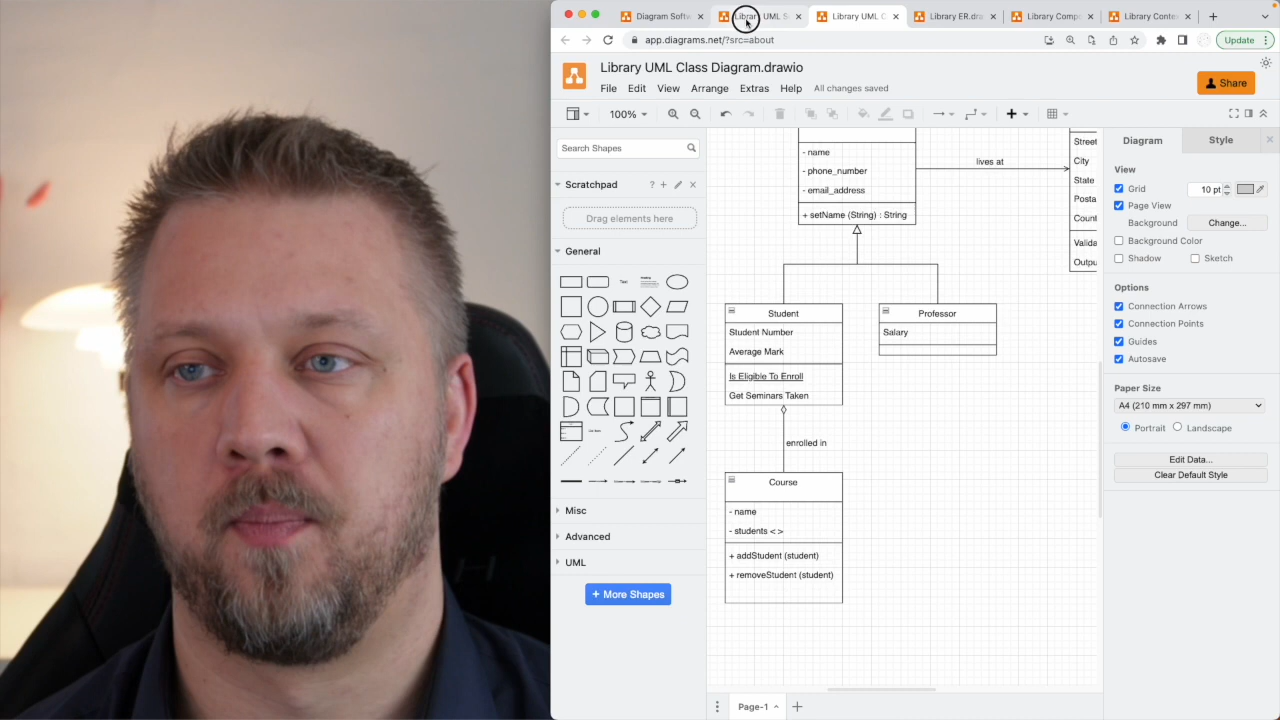 Diagram Softw
Library UML S
Library UML C
Library ER.dra
Library Compo
Library Contex
app.diagrams.net/?src=about
Update
Library UML Class Diagram.drawio
File Edit View Arrange Extras Help All changes saved
Share
100%
Search Shapes
Scratchpad
?
Drag elements here
General
Text
Misc
Advanced
UML
+ More Shapes
- name
- phone_number
- email_address
+ setName (String) : String
lives at
Street
City
State
Posta
Count
Valida
Outpu
Student
Student Number
Average Mark
Is Eligible To Enroll
Get Seminars Taken
Professor
Salary
enrolled in
Course
- name
- students < >
+ addStudent (student)
+ removeStudent (student)
Page-1
Diagram
Style
View
Grid 10 pt
Page View
Background Change...
Background Color
Shadow Sketch
Options
Connection Arrows
Connection Points
Guides
Autosave
Paper Size
A4 (210 mm x 297 mm)
Portrait Landscape
Edit Data...
Clear Default Style